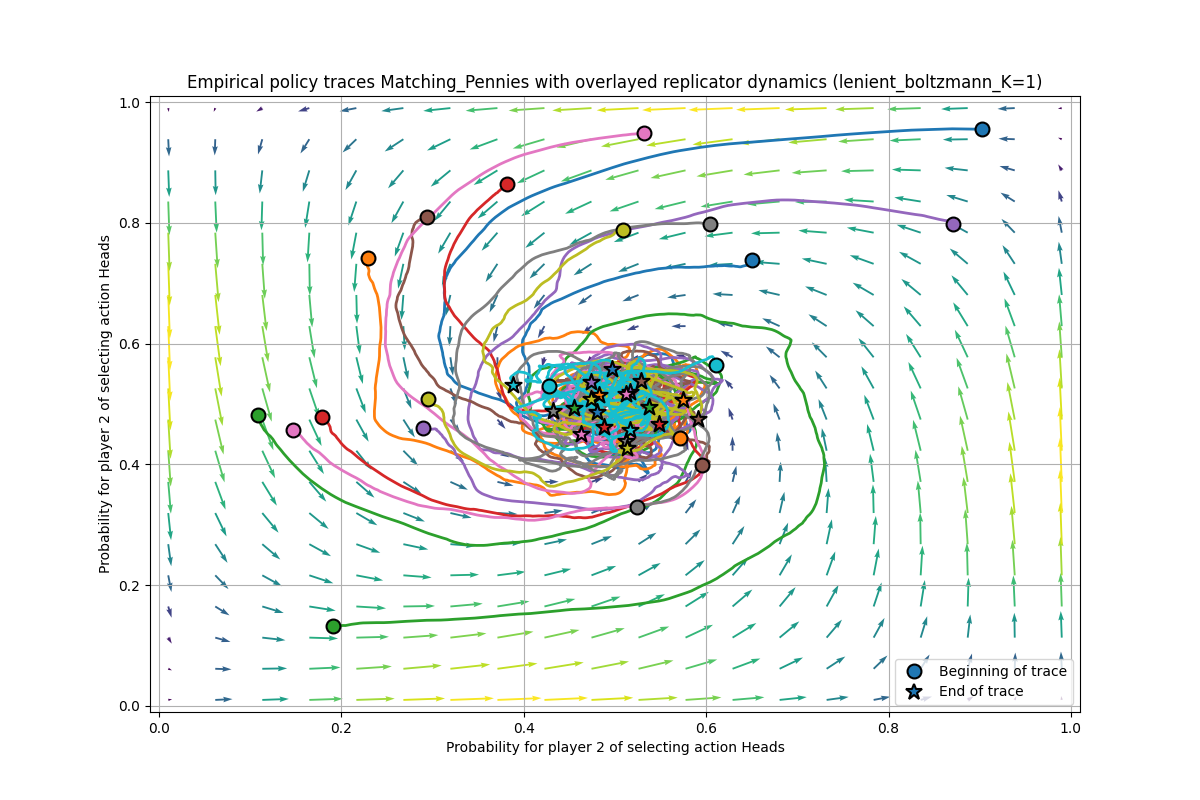 Empirical policy traces Matching_Pennies with overlayed replicator dynamics (lenient_boltzmann_K=1)
Probability for player 2 of selecting action Heads
1.0
0.8
0.6
0.4
0.2
0.0
0.0
0.2
0.4
0.6
0.8
1.0
Probability for player 2 of selecting action Heads
Beginning of trace
End of trace